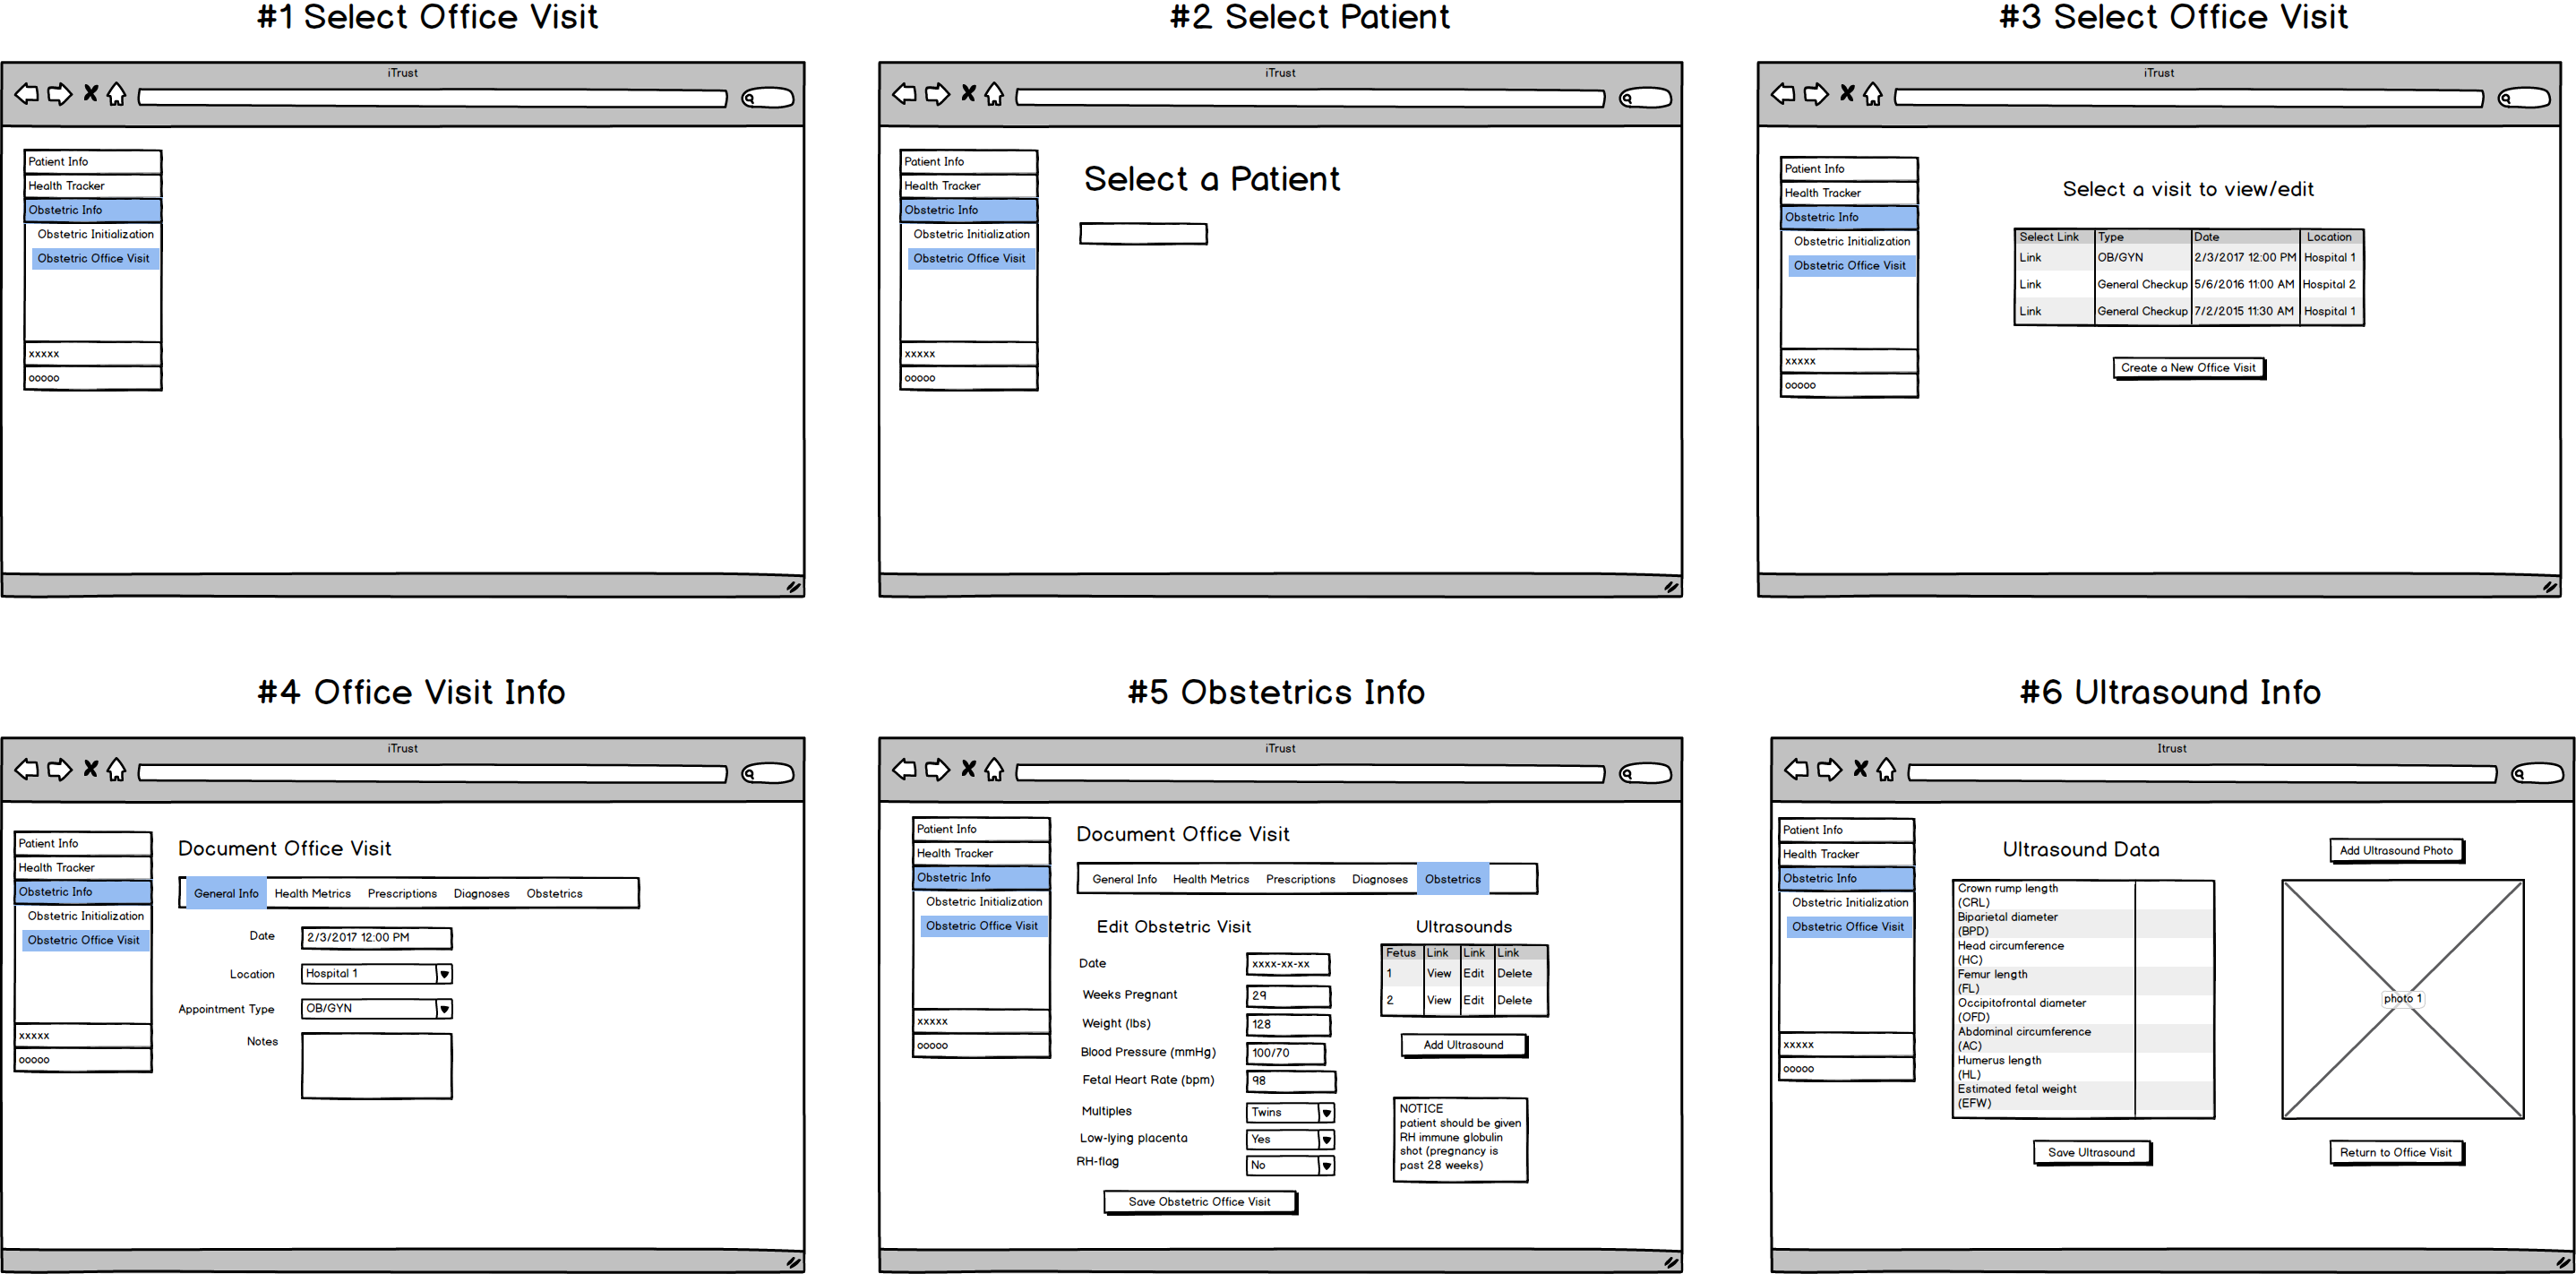 #1 Select Office Visit
iTrust
Patient Info
Health Tracker
Obstetric Info
Obstetric Initialization
Obstetric Office Visit
xxxxx
ooooo
#2 Select Patient
iTrust
Patient Info
Health Tracker
Obstetric Info
Obstetric Initialization
Obstetric Office Visit
xxxxx
ooooo
Select a Patient
#3 Select Office Visit
iTrust
Patient Info
Health Tracker
Obstetric Info
Obstetric Initialization
Obstetric Office Visit
xxxxx
ooooo
Select a visit to view/edit
Select Link Type Date Location
Link OB/GYN 2/3/2017 12:00 PM Hospital 1
Link General Checkup 5/6/2016 11:00 AM Hospital 2
Link General Checkup 7/2/2015 11:30 AM Hospital 1
Create a New Office Visit
#4 Office Visit Info
iTrust
Patient Info
Health Tracker
Obstetric Info
Obstetric Initialization
Obstetric Office Visit
xxxxx
ooooo
Document Office Visit
General Info Health Metrics Prescriptions Diagnoses Obstetrics
Date 2/3/2017 12:00 PM
Location Hospital 1
Appointment Type OB/GYN
Notes
#5 Obstetrics Info
iTrust
Patient Info
Health Tracker
Obstetric Info
Obstetric Initialization
Obstetric Office Visit
xxxxx
ooooo
Document Office Visit
General Info Health Metrics Prescriptions Diagnoses Obstetrics
Edit Obstetric Visit
Date xxxx-xx-xx
Weeks Pregnant 29
Weight (lbs) 128
Blood Pressure (mmHg) 100/70
Fetal Heart Rate (bpm) 98
Multiples Twins
Low-lying placenta Yes
RH-flag No
Save Obstetric Office Visit
Ultrasounds
Fetus Link Link Link
1 View Edit Delete
2 View Edit Delete
Add Ultrasound
NOTICE
patient should be given
RH immune globulin
shot (pregnancy is
past 28 weeks)
#6 Ultrasound Info
Itrust
Patient Info
Health Tracker
Obstetric Info
Obstetric Initialization
Obstetric Office Visit
xxxxx
ooooo
Ultrasound Data
Crown rump length
(CRL)
Biparietal diameter
(BPD)
Head circumference
(HC)
Femur length
(FL)
Occipitofrontal diameter
(OFD)
Abdominal circumference
(AC)
Humerus length
(HL)
Estimated fetal weight
(EFW)
Save Ultrasound
Add Ultrasound Photo
photo 1
Return to Office Visit